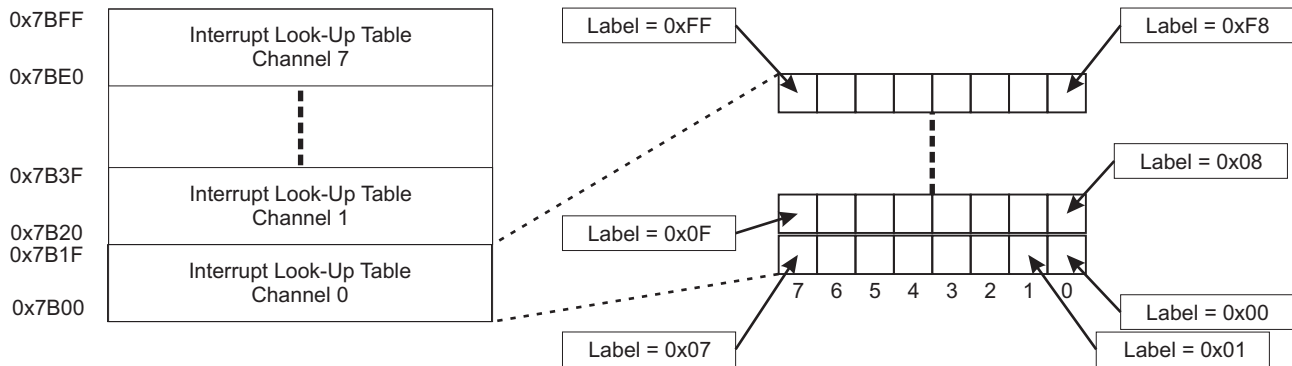 0x7BFF
Interrupt Look-Up Table
Channel 7
0x7BE0
0x7B3F
Interrupt Look-Up Table
Channel 1
0x7B20
0x7B1F
Interrupt Look-Up Table
Channel 0
0x7B00
Label = 0xFF
Label = 0xF8
Label = 0x08
Label = 0x0F
7 6 5 4 3 2 1 0
Label = 0x00
Label = 0x07
Label = 0x01